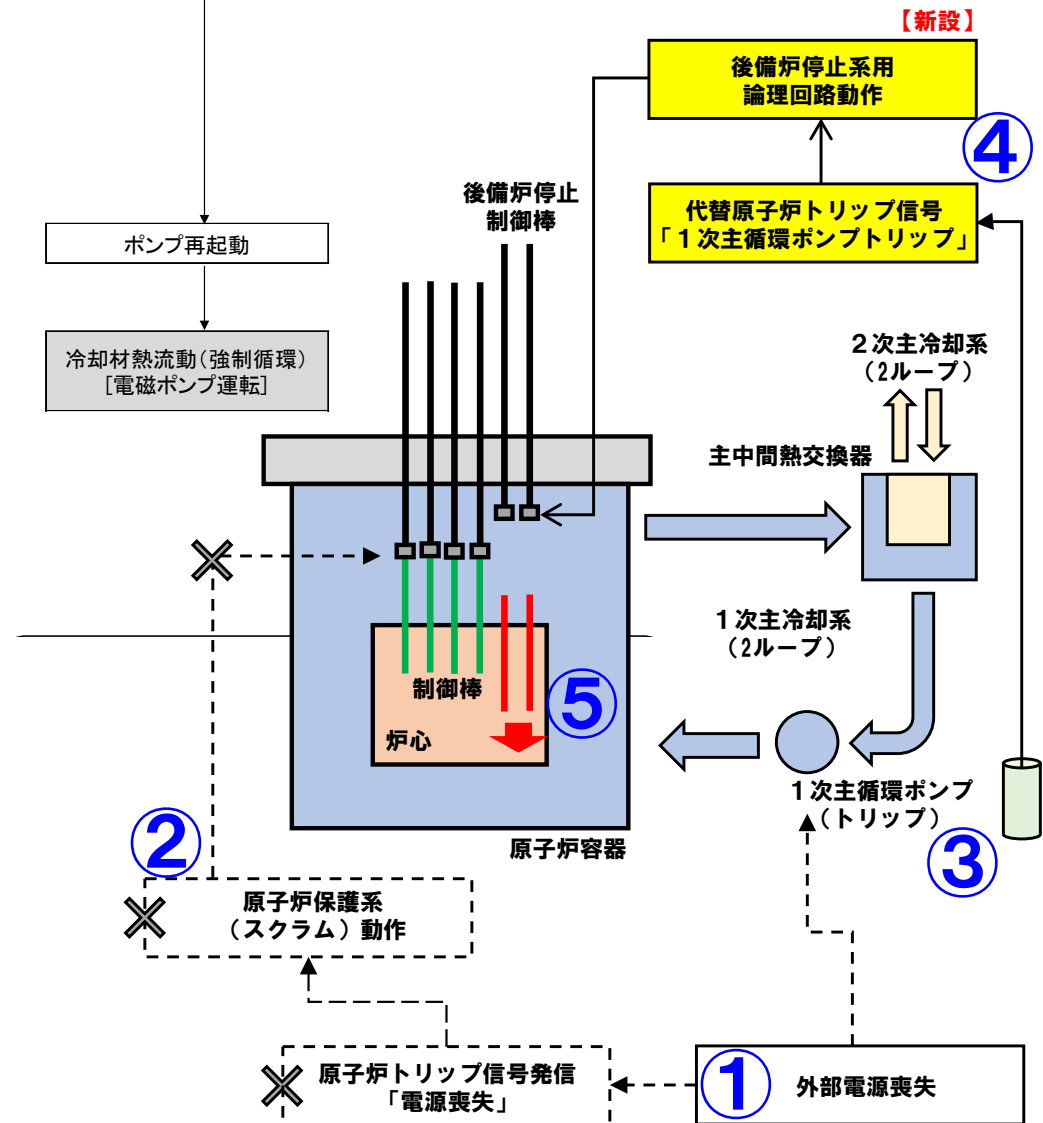 【新設】
後備炉停止系用
論理回路動作
④
後備炉停止
制御棒
代替原子炉トリップ信号
「１次主循環ポンプトリップ」
ポンプ再起動
冷却材熱流動（強制循環）
［電磁ポンプ運転］
２次主冷却系
（2ループ）
主中間熱交換器
１次主冷却系
（2ループ）
制御棒
⑤
炉心
１次主循環ポンプ
（トリップ）
③
原子炉容器
②
原子炉保護系
（スクラム）動作
原子炉トリップ信号発信
「電源喪失」
①
外部電源喪失